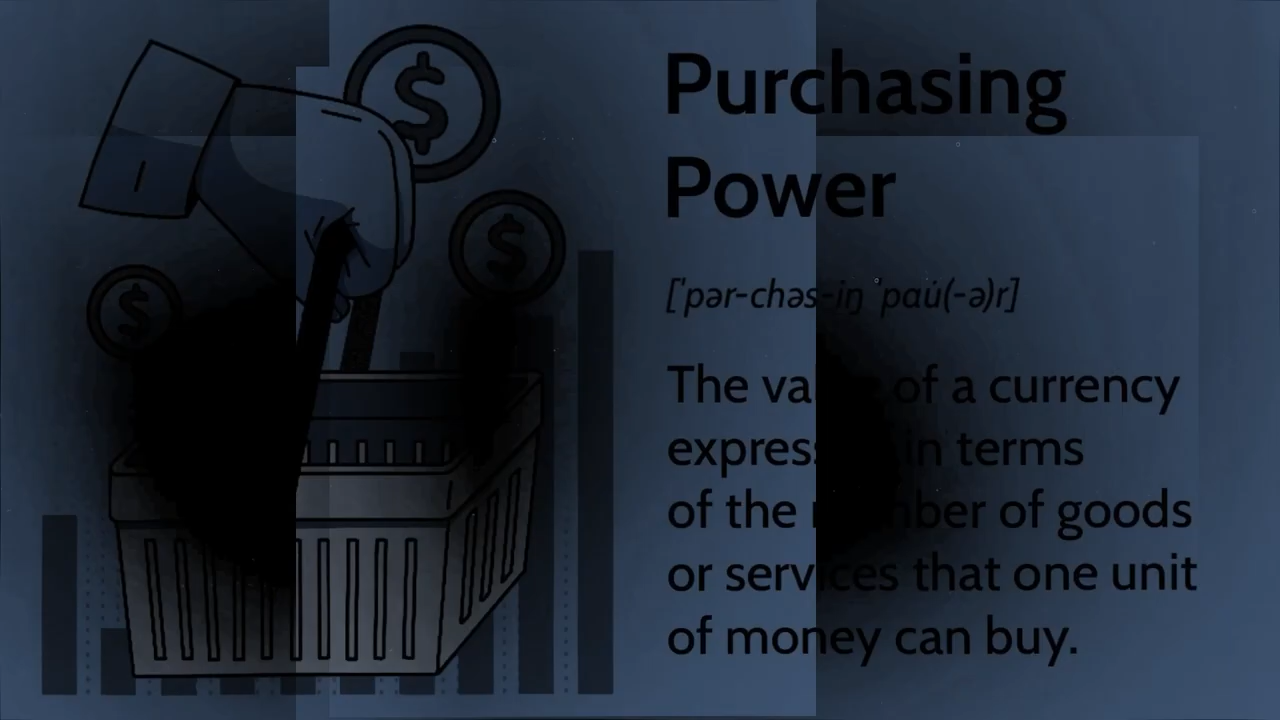 $
$
$
Purchasing
Power
['pər-chəs-iŋ ˈpau̇(-ə)r]
The of a currency
in terms
of the of goods
or services that one unit
of money can buy.